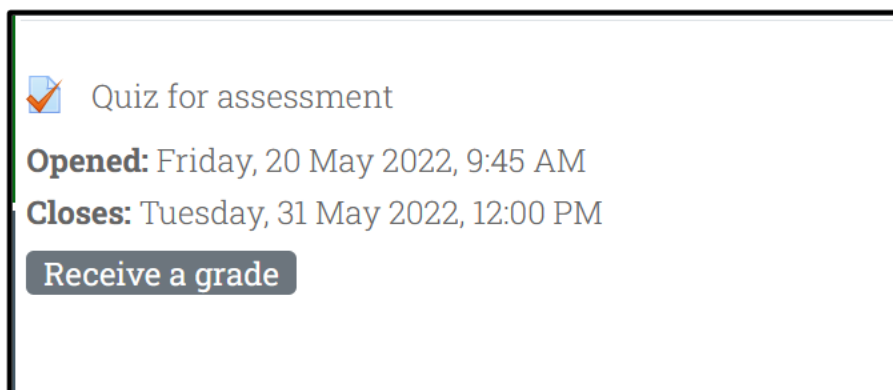 Quiz for assessment
Opened: Friday, 20 May 2022, 9:45 AM
Closes: Tuesday, 31 May 2022, 12:00 PM
Receive a grade